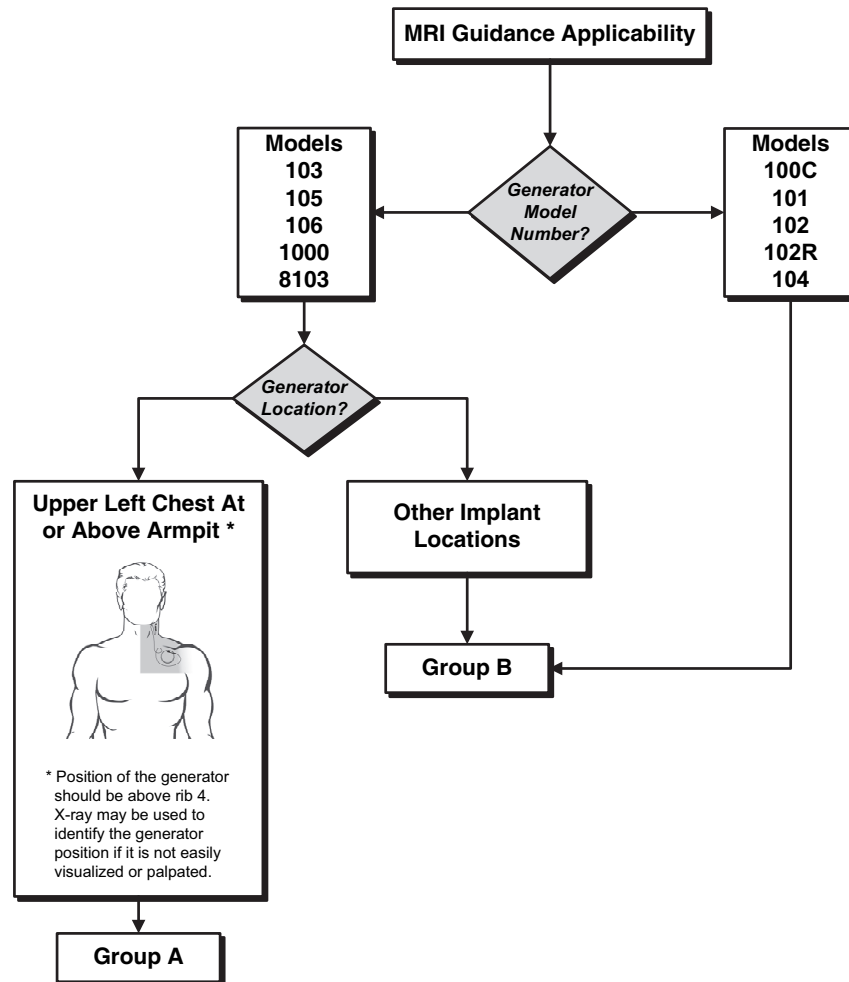 MRI Guidance Applicability
Models
103
105
106
1000
8103
Generator
Model
Number?
Models
100C
101
102
102R
104
Generator
Location?
Upper Left Chest At
or Above Armpit *
* Position of the generator
should be above rib 4.
X-ray may be used to
identify the generator
position if it is not easily
visualized or palpated.
Other Implant
Locations
Group B
Group A